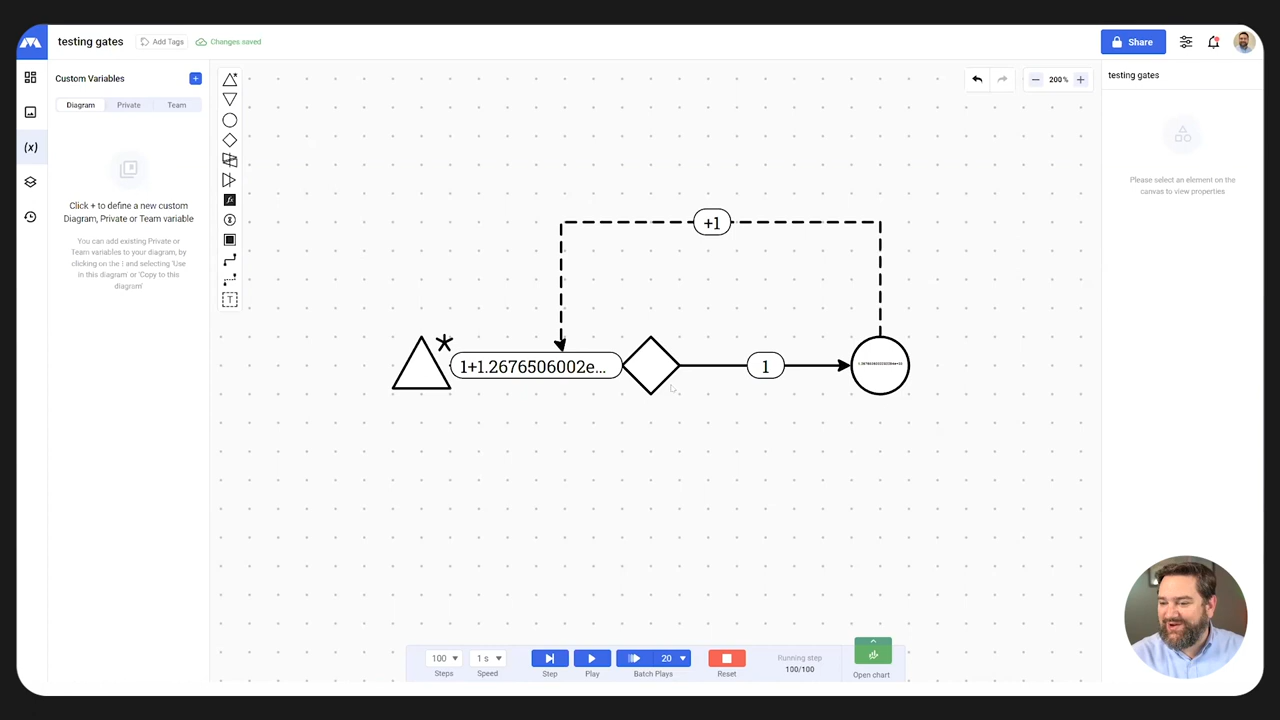 testing gates
Add Tags
Changes saved
Share
Custom Variables
+
Diagram
Private
Team
(x)
200%
testing gates
Click + to define a new custom
Diagram, Private or Team variable
You can add existing Private or
Team variables to your diagram, by
clicking on the ⁝ and selecting 'Use
in this diagram' or 'Copy to this
diagram'
Please select an element on the
canvas to view properties
+1
1+1.2676506002e...
1
T
100
Steps
1 s
Speed
Step
Play
20
Batch Plays
Reset
Running step
100/100
Open chart